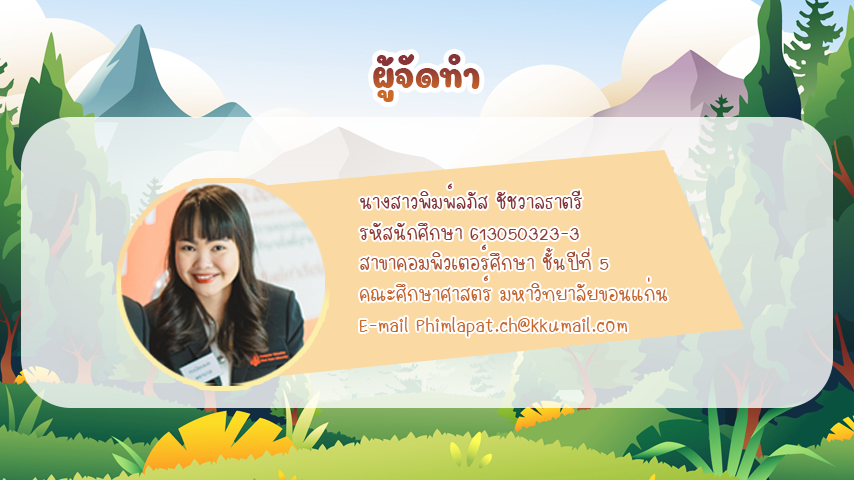 ผู้จัดทำ
นางสาวพิมพ์ลภัส ชัชวาลธาตรี
รหัสนักศึกษา 613050323-3
สาขาคอมพิวเตอร์ศึกษา ชั้นปีที่ 5
คณะศึกษาศาสตร์ มหาวิทยาลัยขอนแก่น
E-mail Phimlapat.ch@kkumail.com